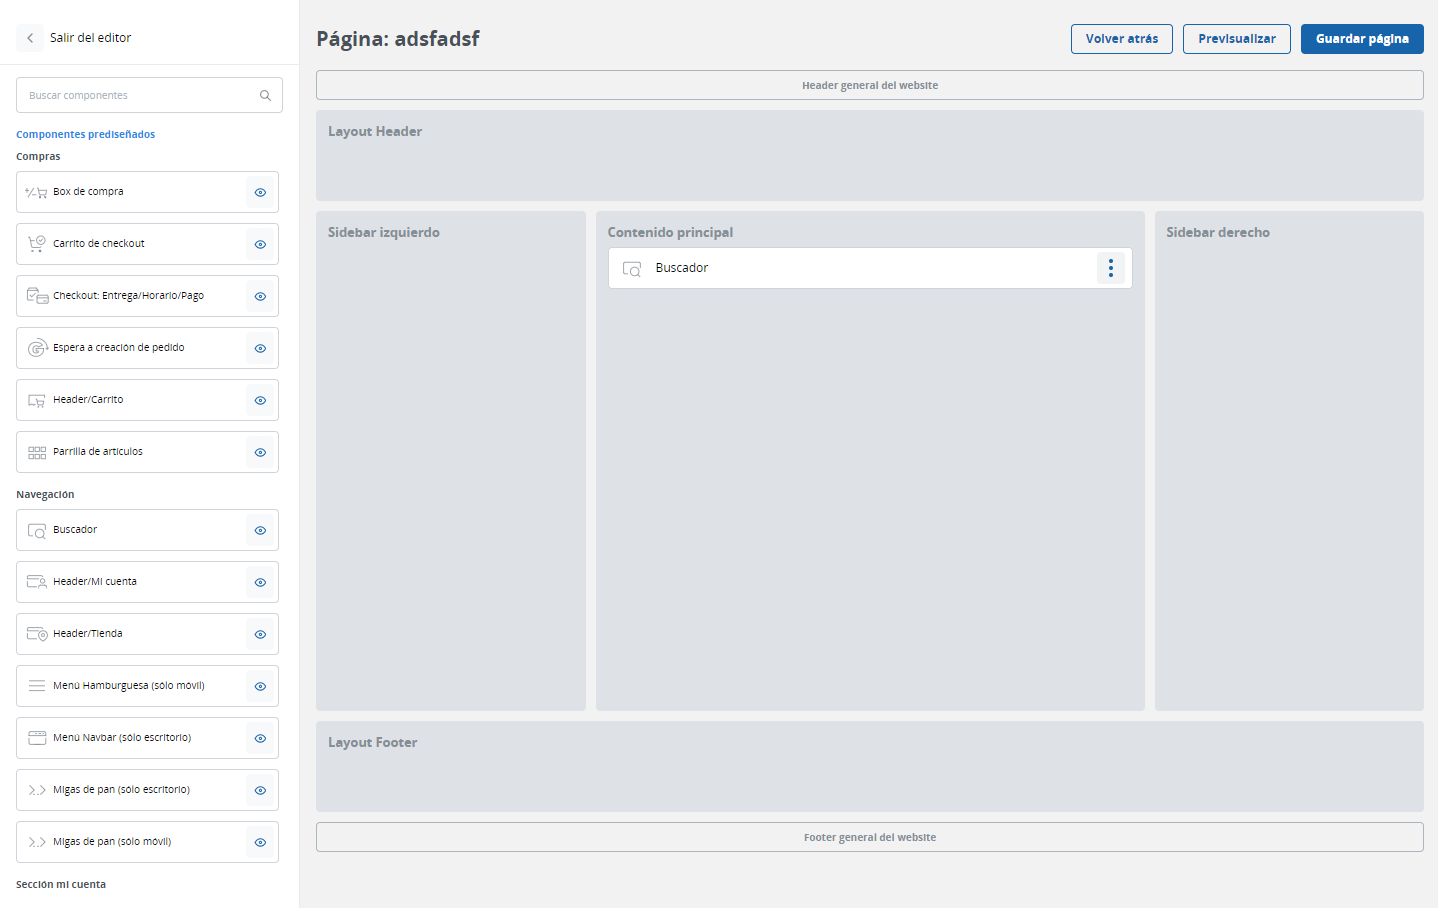 Salir del editor
Buscar componentes
Componentes prediseñados
Compras
Box de compra
Carrito de checkout
Checkout: Entrega/Horario/Pago
Espera a creación de pedido
Header/Carrito
Parrilla de artículos
Navegación
Buscador
Header/Mi cuenta
Header/Tienda
Menú Hamburguesa (sólo móvil)
Menú Navbar (sólo escritorio)
Migas de pan (sólo escritorio)
Migas de pan (sólo móvil)
Sección mi cuenta
Página: adsfadsf
Volver atrás
Previsualizar
Guardar página
Header general del website
Layout Header
Sidebar izquierdo
Contenido principal
Buscador
Sidebar derecho
Layout Footer
Footer general del website